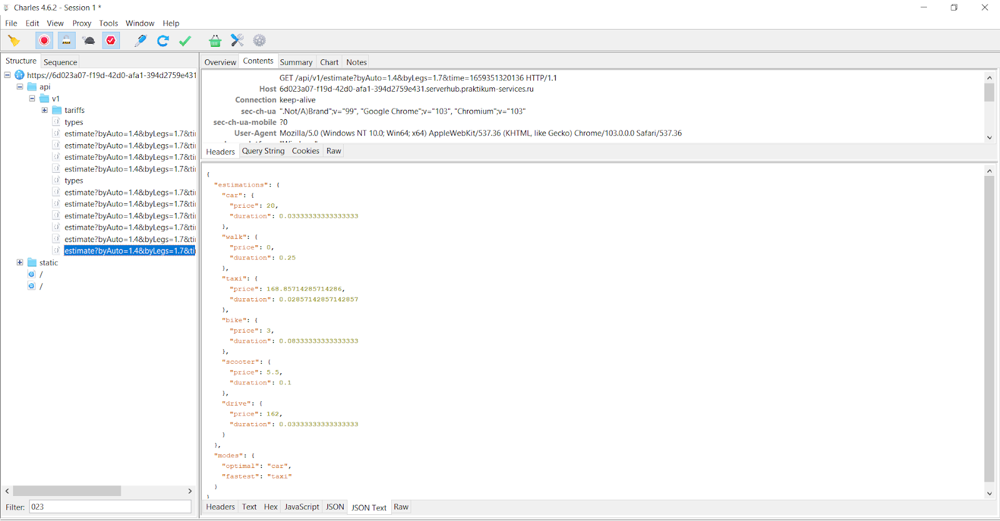 Charles 4.6.2 - Session 1 *
File Edit View Proxy Tools Window Help
Structure Sequence
https://6d023a07-f19d-42d0-afa1-394d2759e431
api
v1
tariffs
types
estimate?byAuto=1.4&byLegs=1.7&ti
estimate?byAuto=1.4&byLegs=1.7&ti
estimate?byAuto=1.4&byLegs=1.7&ti
estimate?byAuto=1.4&byLegs=1.7&ti
types
estimate?byAuto=1.4&byLegs=1.7&ti
estimate?byAuto=1.4&byLegs=1.7&ti
estimate?byAuto=1.4&byLegs=1.7&ti
estimate?byAuto=1.4&byLegs=1.7&ti
estimate?byAuto=1.4&byLegs=1.7&ti
estimate?byAuto=1.4&byLegs=1.7&ti
static
/
/
Filter: 023
Overview Contents Summary Chart Notes
GET /api/v1/estimate?byAuto=1.4&byLegs=1.7&time=1659351320136 HTTP/1.1
Host 6d023a07-f19d-42d0-afa1-394d2759e431.serverhub.praktikum-services.ru
Connection keep-alive
sec-ch-ua ".Not/A)Brand";v="99", "Google Chrome";v="103", "Chromium";v="103"
sec-ch-ua-mobile ?0
User-Agent Mozilla/5.0 (Windows NT 10.0; Win64; x64) AppleWebKit/537.36 (KHTML, like Gecko) Chrome/103.0.0.0 Safari/537.36
Headers Query String Cookies Raw
{
"estimations": {
"car": {
"price": 20,
"duration": 0.03333333333333333
},
"walk": {
"price": 0,
"duration": 0.25
},
"taxi": {
"price": 168.85714285714286,
"duration": 0.02857142857142857
},
"bike": {
"price": 3,
"duration": 0.08333333333333333
},
"scooter": {
"price": 5.5,
"duration": 0.1
},
"drive": {
"price": 162,
"duration": 0.03333333333333333
}
},
"modes": {
"optimal": "car",
"fastest": "taxi"
}
}
Headers Text Hex JavaScript JSON JSON Text Raw